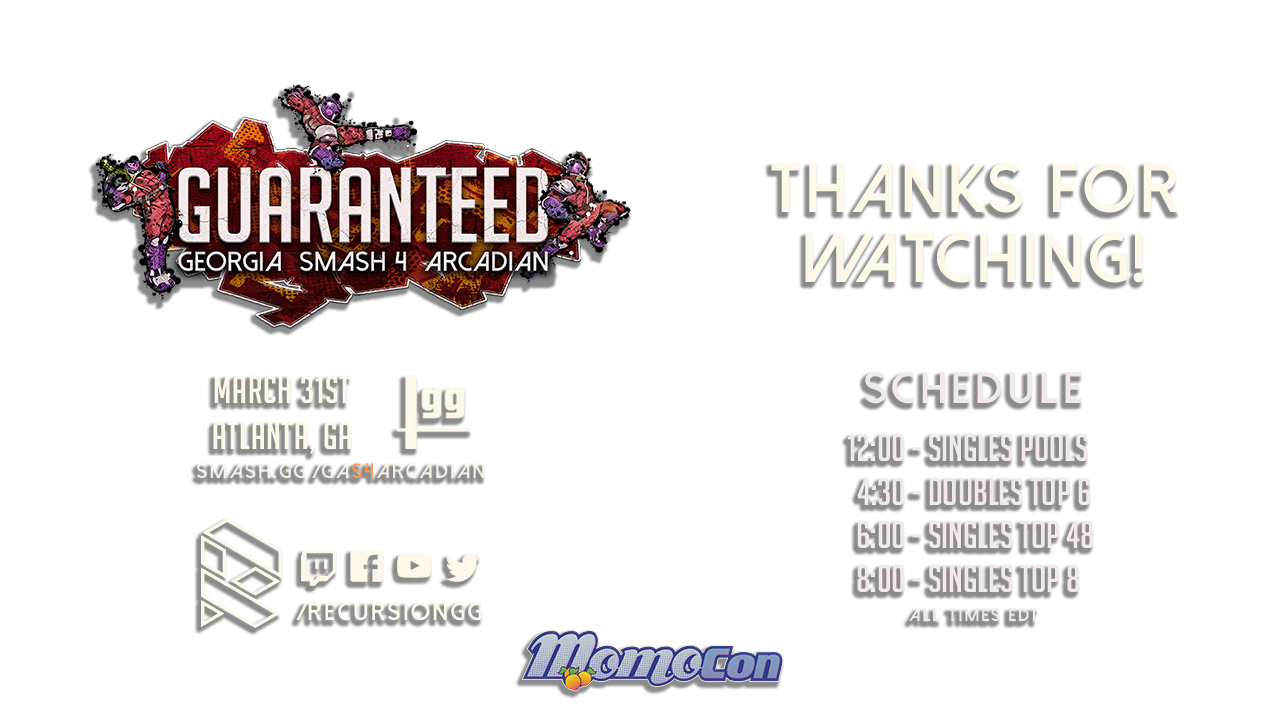 GUARANTEED
GEORGIA SMASH 4 ARCADIAN
THANKS FOR
WATCHING!
MARCH 31ST
ATLANTA, GA
gg
SMASH.GG/GAS4ARCADIAN
/RECURSIONGG
SCHEDULE
12:00 - SINGLES POOLS
4:30 - DOUBLES TOP 6
6:00 - SINGLES TOP 48
8:00 - SINGLES TOP 8
ALL TIMES EDT
MomoCon